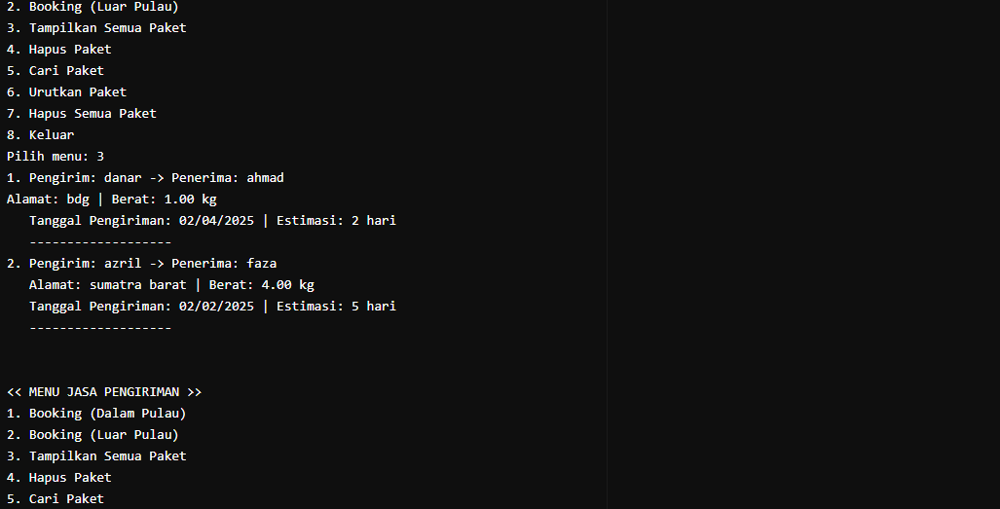 2. Booking (Luar Pulau)
3. Tampilkan Semua Paket
4. Hapus Paket
5. Cari Paket
6. Urutkan Paket
7. Hapus Semua Paket
8. Keluar
Pilih menu: 3
1. Pengirim: danar -> Penerima: ahmad
Alamat: bdg | Berat: 1.00 kg
   Tanggal Pengiriman: 02/04/2025 | Estimasi: 2 hari
   -------------------
2. Pengirim: azril -> Penerima: faza
   Alamat: sumatra barat | Berat: 4.00 kg
   Tanggal Pengiriman: 02/02/2025 | Estimasi: 5 hari
   -------------------
<< MENU JASA PENGIRIMAN >>
1. Booking (Dalam Pulau)
2. Booking (Luar Pulau)
3. Tampilkan Semua Paket
4. Hapus Paket
5. Cari Paket